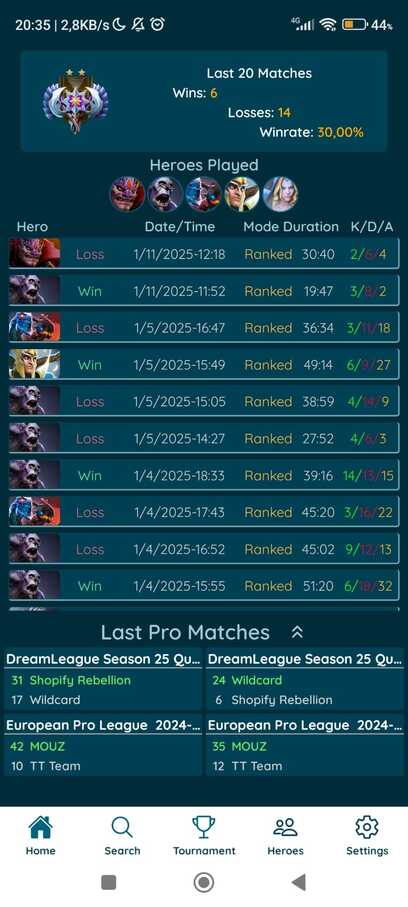 20:35 | 2,8KB/s 4G 44%
Last 20 Matches
Wins: 6
Losses: 14
Winrate: 30,00%
Heroes Played
Hero Date/Time Mode Duration K/D/A
Loss 1/11/2025-12:18 Ranked 30:40 2/6/4
Win 1/11/2025-11:52 Ranked 19:47 3/8/2
Loss 1/5/2025-16:47 Ranked 36:34 3/11/18
Win 1/5/2025-15:49 Ranked 49:14 6/9/27
Loss 1/5/2025-15:05 Ranked 38:59 4/14/9
Loss 1/5/2025-14:27 Ranked 27:52 4/6/3
Win 1/4/2025-18:33 Ranked 39:16 14/13/15
Loss 1/4/2025-17:43 Ranked 45:20 3/16/22
Loss 1/4/2025-16:52 Ranked 45:02 9/12/13
Win 1/4/2025-15:55 Ranked 51:20 6/18/32
Last Pro Matches
DreamLeague Season 25 Qu... DreamLeague Season 25 Qu...
31 Shopify Rebellion 24 Wildcard
17 Wildcard 6 Shopify Rebellion
European Pro League 2024-... European Pro League 2024-...
42 MOUZ 35 MOUZ
10 TT Team 12 TT Team
Home Search Tournament Heroes Settings